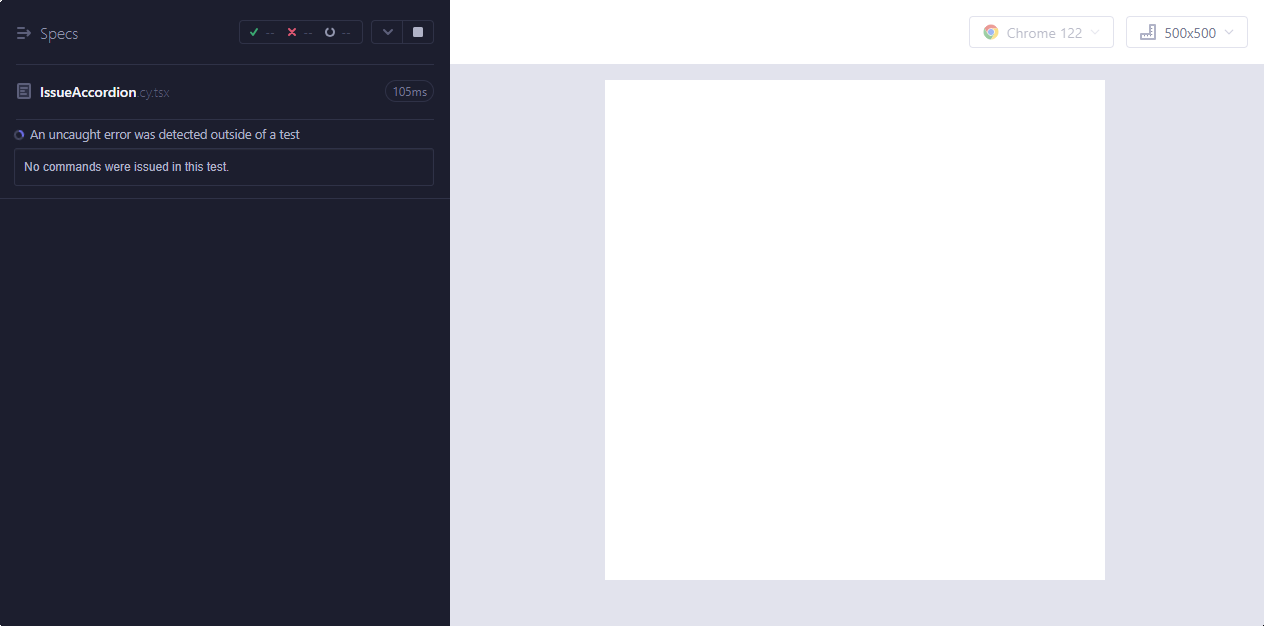 Specs
-- -- --
IssueAccordion.cy.tsx
105ms
An uncaught error was detected outside of a test
No commands were issued in this test.
Chrome 122
500x500